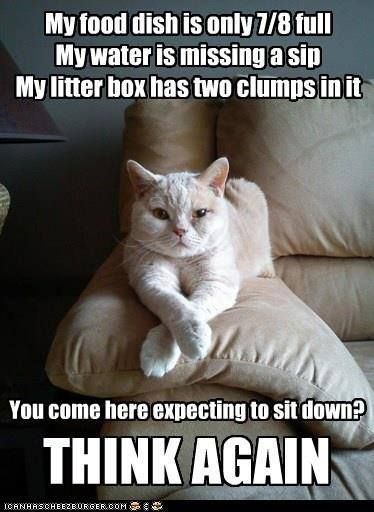 My food dish is only 7/8 full
My water is missing a sip
My litter box has two clumps in it
You come here expecting to sit down?
THINK AGAIN
ICANHASCHEEZBURGER.COM